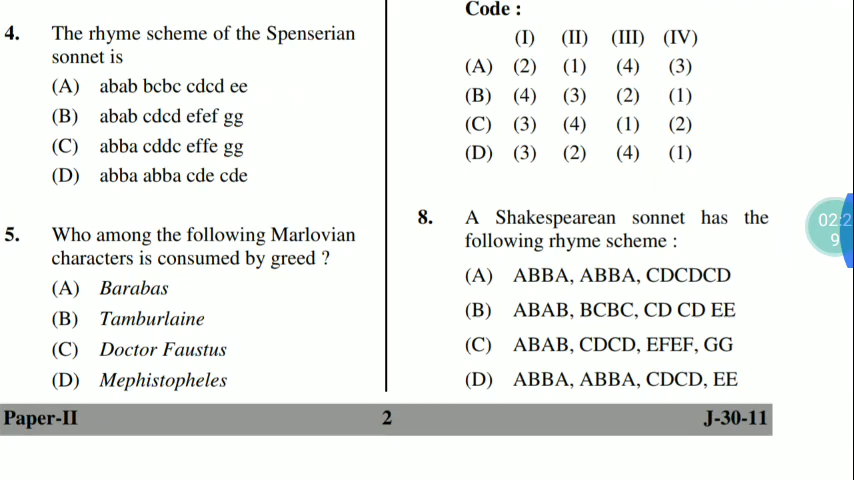 4. The rhyme scheme of the Spenserian
sonnet is
(A) abab bcbc cdcd ee
(B) abab cdcd efef gg
(C) abba cddc effe gg
(D) abba abba cde cde
5. Who among the following Marlovian
characters is consumed by greed ?
(A) Barabas
(B) Tamburlaine
(C) Doctor Faustus
(D) Mephistopheles
Code :
(I) (II) (III) (IV)
(A) (2) (1) (4) (3)
(B) (4) (3) (2) (1)
(C) (3) (4) (1) (2)
(D) (3) (2) (4) (1)
8. A Shakespearean sonnet has the
following rhyme scheme :
(A) ABBA, ABBA, CDCDCD
(B) ABAB, BCBC, CD CD EE
(C) ABAB, CDCD, EFEF, GG
(D) ABBA, ABBA, CDCD, EE
02:2
9
Paper-II 2 J-30-11